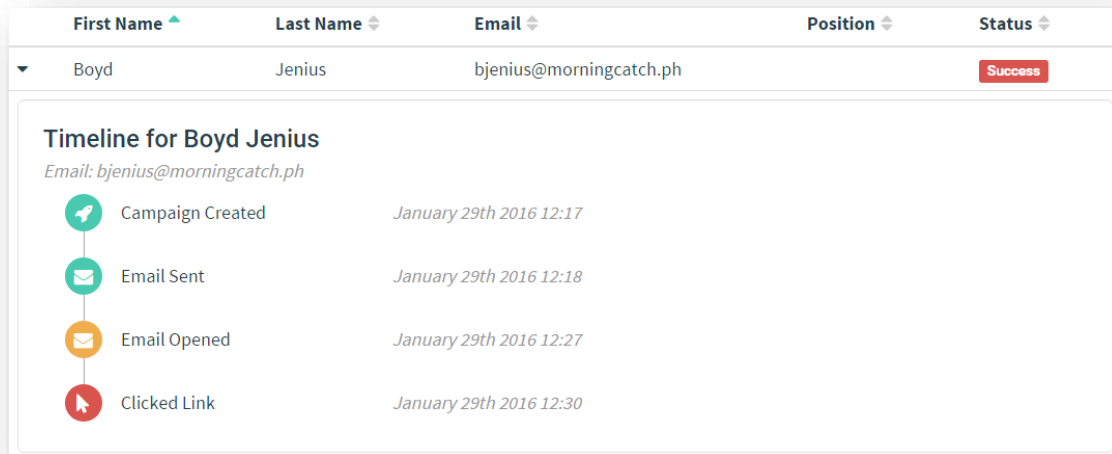 First Name Last Name Email Position Status
Boyd Jenius bjenius@morningcatch.ph Success
Timeline for Boyd Jenius
Email: bjenius@morningcatch.ph
Campaign Created January 29th 2016 12:17
Email Sent January 29th 2016 12:18
Email Opened January 29th 2016 12:27
Clicked Link January 29th 2016 12:30